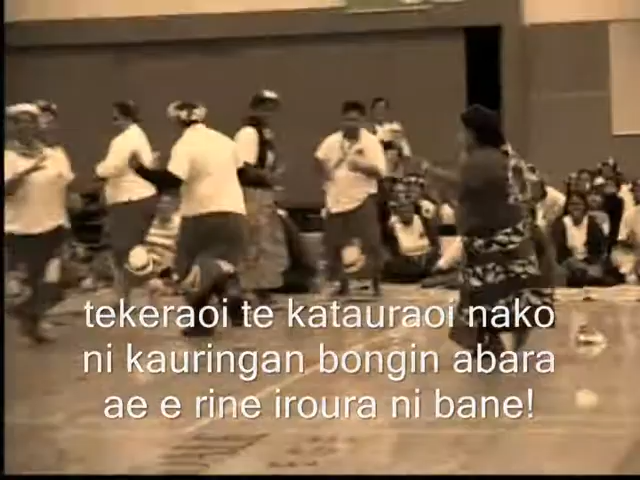 tekeraoi te katauraoi nako
ni kauringan bongin abara
ae e rine iroura ni bane!